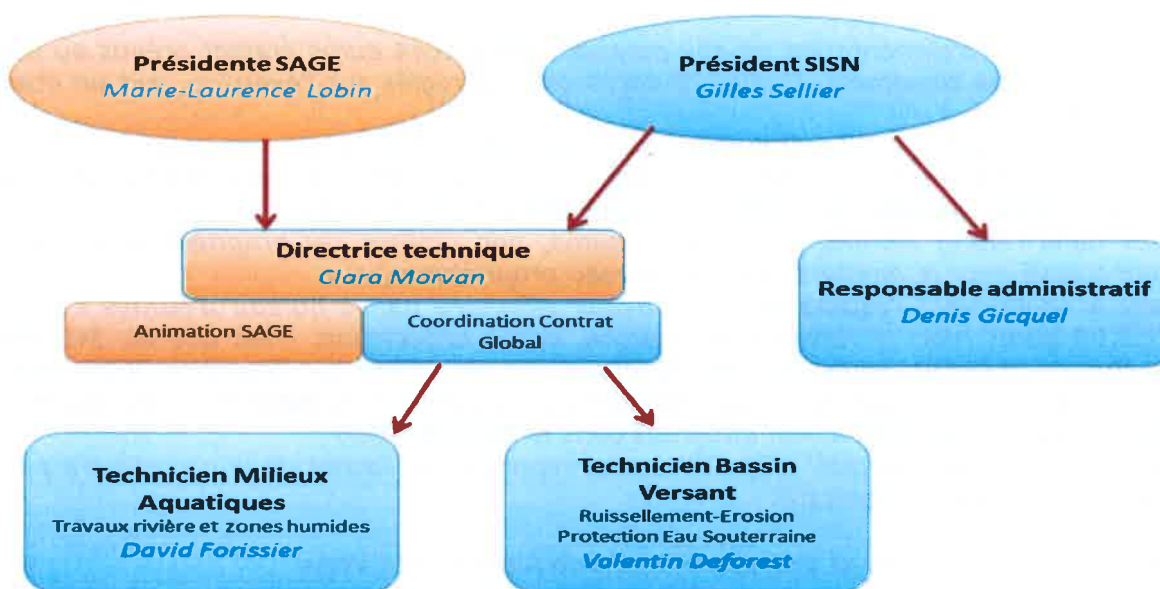 Présidente SAGE
Marie-Laurence Lobin
Président SISN
Gilles Sellier
Directrice technique
Clara Morvan
Animation SAGE
Coordination Contrat
Global
Responsable administratif
Denis Gicquel
Technicien Milieux
Aquatiques
Travaux rivière et zones humides
David Forissier
Technicien Bassin
Versant
Ruissellement-Erosion
Protection Eau Souterraine
Valentin Deforest